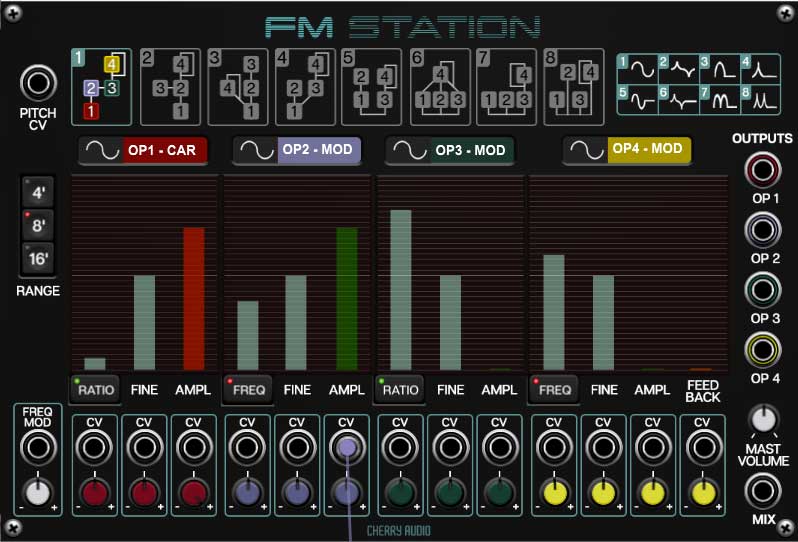 FM STATION
PITCH
CV
1
4
2
3
1
2
4
3
2
1
3
3
4
2
1
4
4
3
2
1
5
4
2
1
3
6
4
1
2
3
7
4
1
2
3
8
2
4
1
3
1
2
3
4
5
6
7
8
OP1 - CAR
OP2 - MOD
OP3 - MOD
OP4 - MOD
OUTPUTS
OP 1
OP 2
OP 3
OP 4
4'
8'
16'
RANGE
RATIO FINE AMPL
FREQ FINE AMPL
RATIO FINE AMPL
FREQ FINE AMPL FEED
BACK
FREQ
MOD
- +
CV CV CV
- + - + - +
CV CV CV
- + - + - +
CV CV CV
- + - + - +
CV CV CV CV
- + - + - + - +
MAST
VOLUME
MIX
CHERRY AUDIO